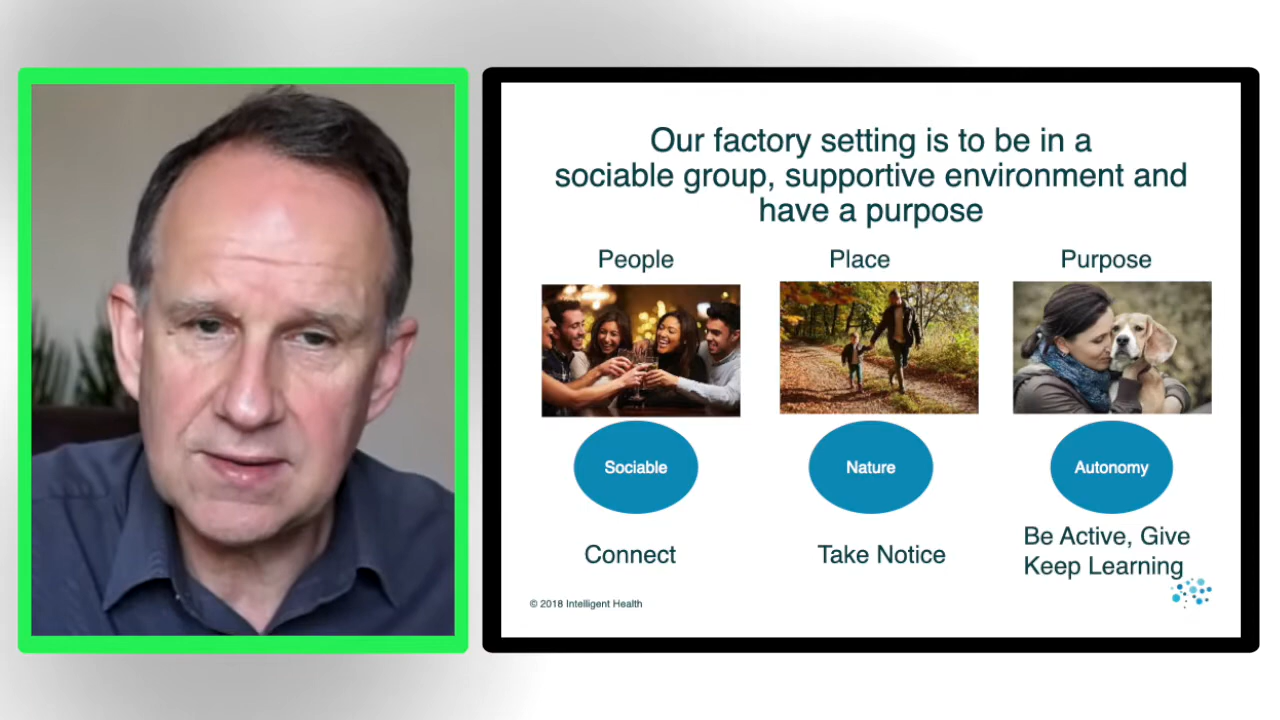 Our factory setting is to be in a
sociable group, supportive environment and
have a purpose
People
Place
Purpose
Sociable
Nature
Autonomy
Connect
Take Notice
Be Active, Give
Keep Learning
© 2018 Intelligent Health